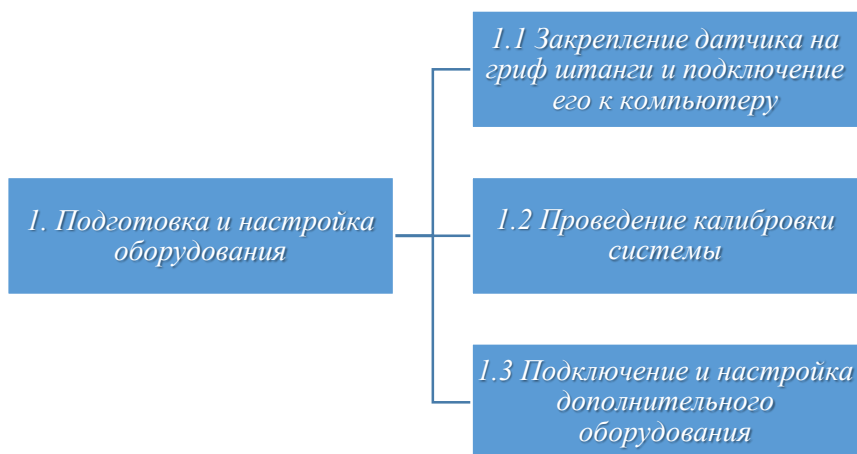 1.1 Закрепление датчика на
гриф штанги и подключение
его к компьютеру
1. Подготовка и настройка
оборудования
1.2 Проведение калибровки
системы
1.3 Подключение и настройка
дополнительного
оборудования